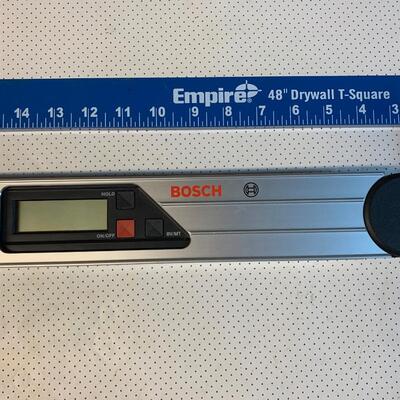 Empire 48" Drywall T-Square
14 13 12 11 10 9 8 7 6 5 4 3
HOLD
BOSCH
ON/OFF BV/MT